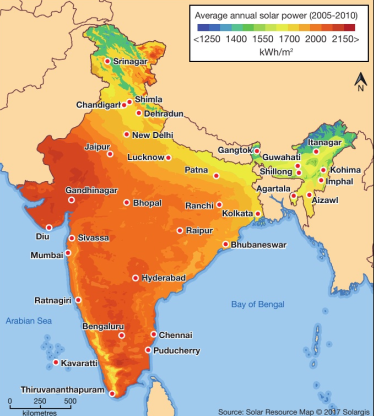 Average annual solar power (2005-2010)
<1250 1400 1550 1700 2000 2150>
kWh/m²
N
Srinagar
Shimla
Chandigarh
Dehradun
New Delhi
Jaipur
Lucknow
Gangtok
Itanagar
Guwahati
Patna
Shillong
Kohima
Imphal
Gandhinagar
Agartala
Aizawl
Bhopal
Ranchi
Kolkata
Diu
Sivassa
Raipur
Bhubaneswar
Mumbai
Hyderabad
Ratnagiri
Bay of Bengal
Arabian Sea
Bengaluru
Chennai
Puducherry
Kavaratti
Thiruvananthapuram
0 250 500
kilometres
Source: Solar Resource Map © 2017 Solargis